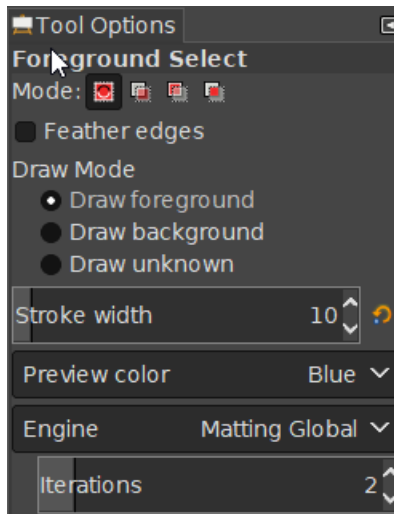 Tool Options
Foreground Select
Mode:
Feather edges
Draw Mode
Draw foreground
Draw background
Draw unknown
Stroke width 10
Preview color Blue
Engine Matting Global
Iterations 2